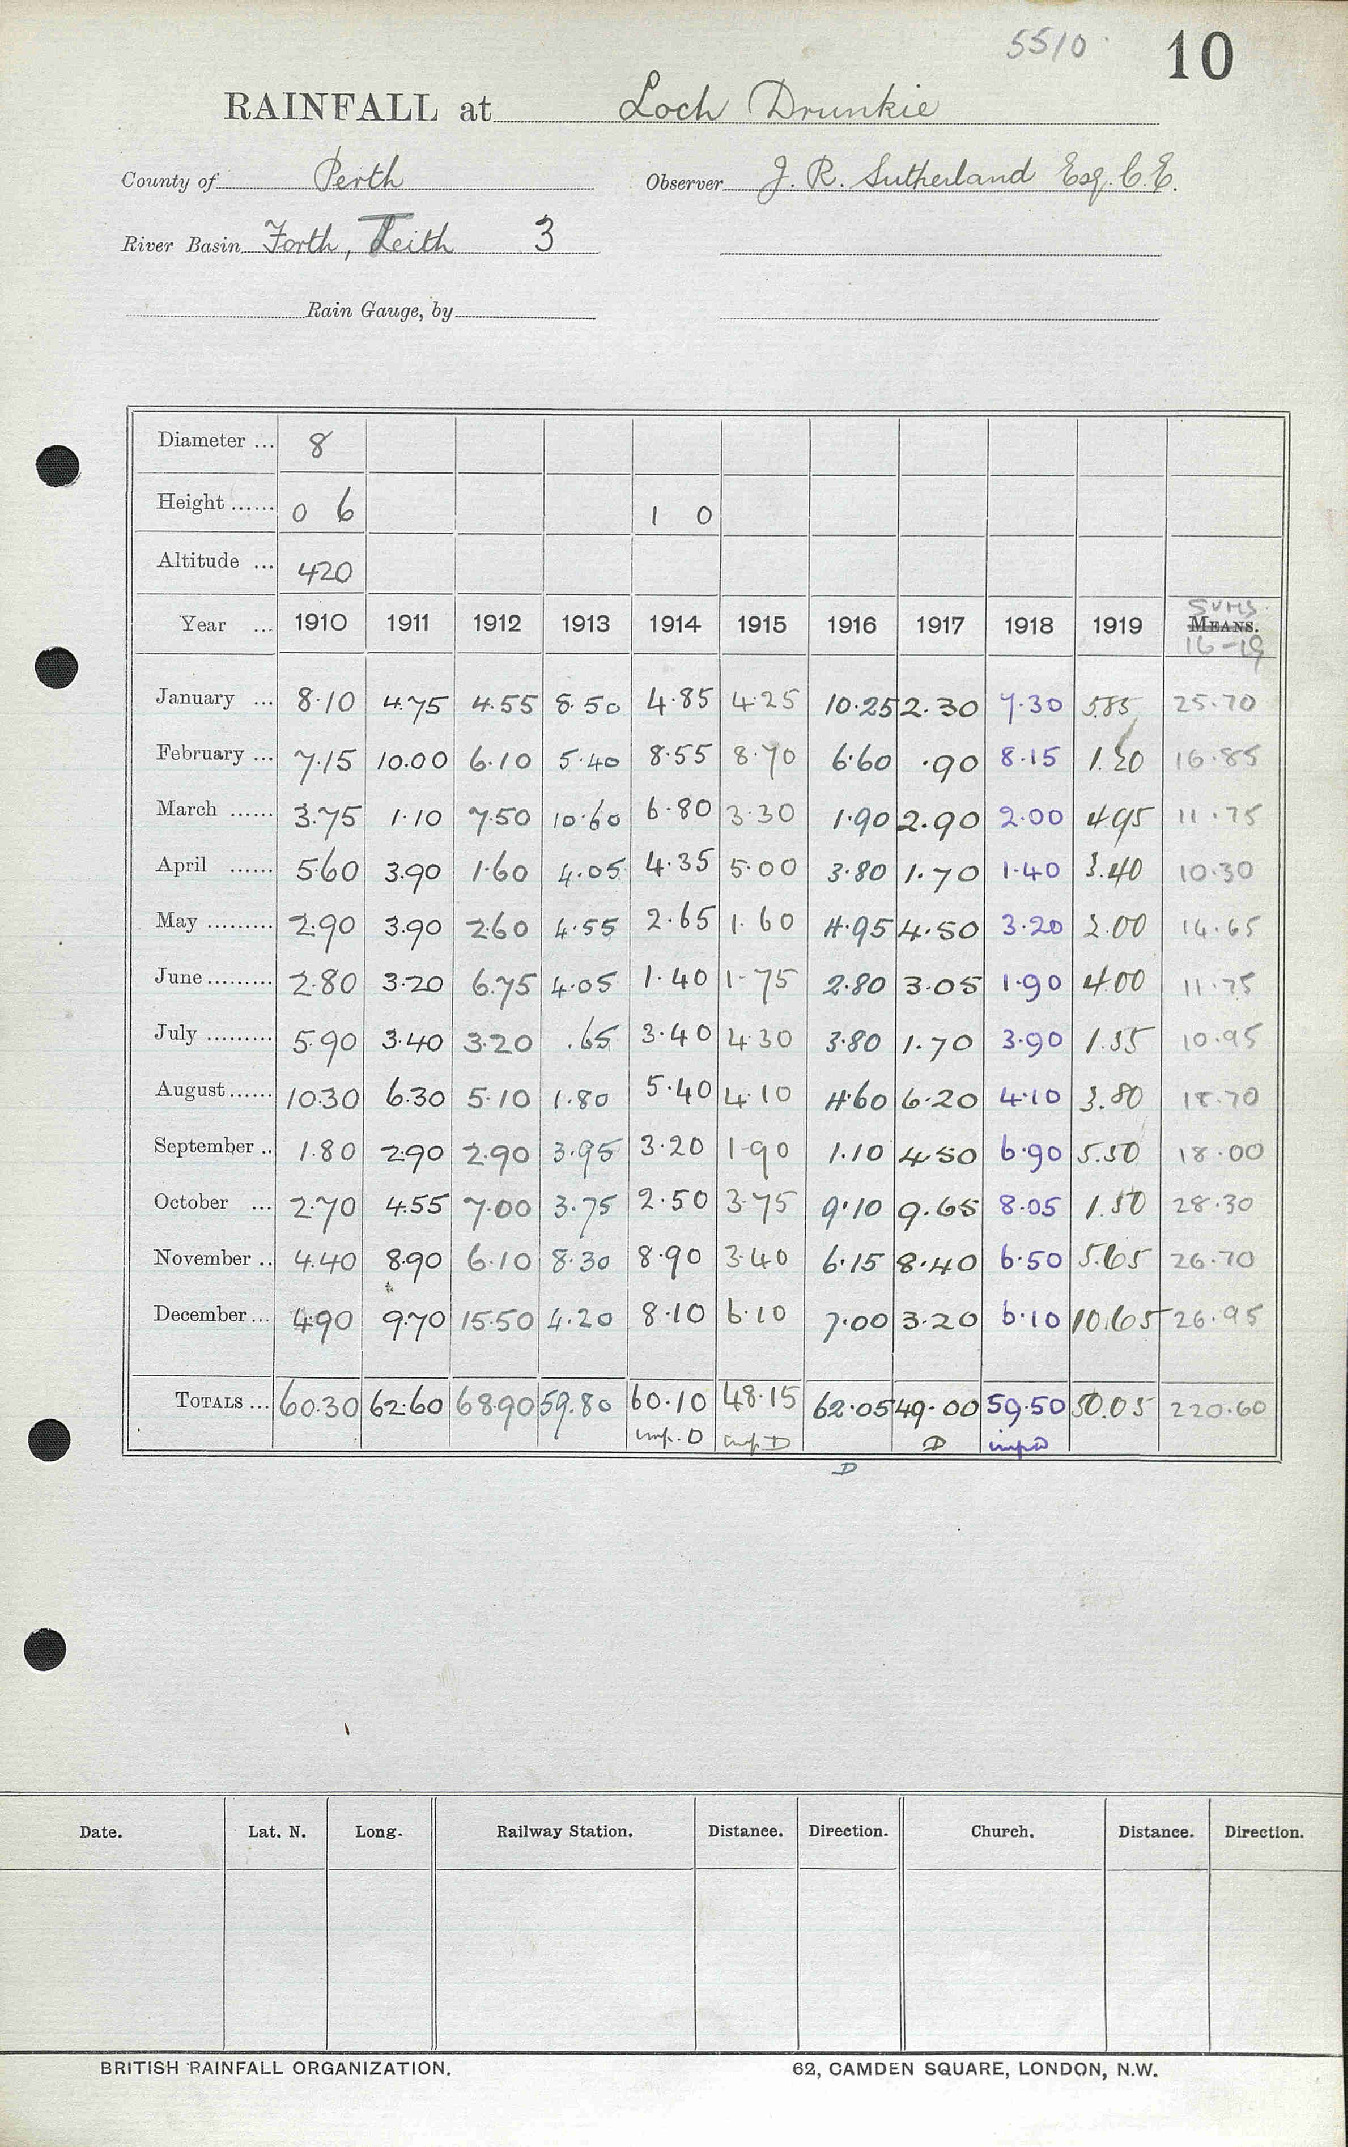 5510 10
RAINFALL at Loch Drunkie
County of Perth Observer J. R. Sutherland Esq. C.E.
River Basin Forth, Teith 3
Rain Gauge, by
Diameter ... 8
Height ...... 0 6 1 0
Altitude ... 420
Year ... 1910 1911 1912 1913 1914 1915 1916 1917 1918 1919 SUMS MEANS. 16-19
January ... 8.10 4.75 4.55 8.50 4.85 4.25 10.25 2.30 7.30 5.85 25.70
February ... 7.15 10.00 6.10 5.40 8.55 8.70 6.60 .90 8.15 1.20 16.85
March ...... 3.75 1.10 7.50 10.60 6.80 3.30 1.90 2.90 2.00 4.95 11.75
April ...... 5.60 3.90 1.60 4.05 4.35 5.00 3.80 1.70 1.40 3.40 10.30
May ......... 2.90 3.90 2.60 4.55 2.65 1.60 4.95 4.50 3.20 2.00 14.65
June ......... 2.80 3.20 6.75 4.05 1.40 1.75 2.80 3.05 1.90 4.00 11.75
July ......... 5.90 3.40 3.20 .65 3.40 4.30 3.80 1.70 3.90 1.55 10.95
August ...... 10.30 6.30 5.10 1.80 5.40 4.10 4.60 6.20 4.10 3.80 18.70
September .. 1.80 2.90 2.90 3.95 3.20 1.90 1.10 4.50 6.90 5.50 18.00
October ... 2.70 4.55 7.00 3.75 2.50 3.75 9.10 9.65 8.05 1.50 28.30
November .. 4.40 8.90 6.10 8.30 8.90 3.40 6.15 8.40 6.50 5.65 26.70
December ... 4.90 9.70 15.50 4.20 8.10 6.10 7.00 3.20 6.10 10.65 26.95
TOTALS ... 60.30 62.60 68.90 59.80 60.10 48.15 62.05 49.00 59.50 50.05 220.60
imp. D imp. D D imp D
D
Date. Lat. N. Long. Railway Station. Distance. Direction. Church. Distance. Direction.
BRITISH RAINFALL ORGANIZATION. 62, CAMDEN SQUARE, LONDON, N.W.